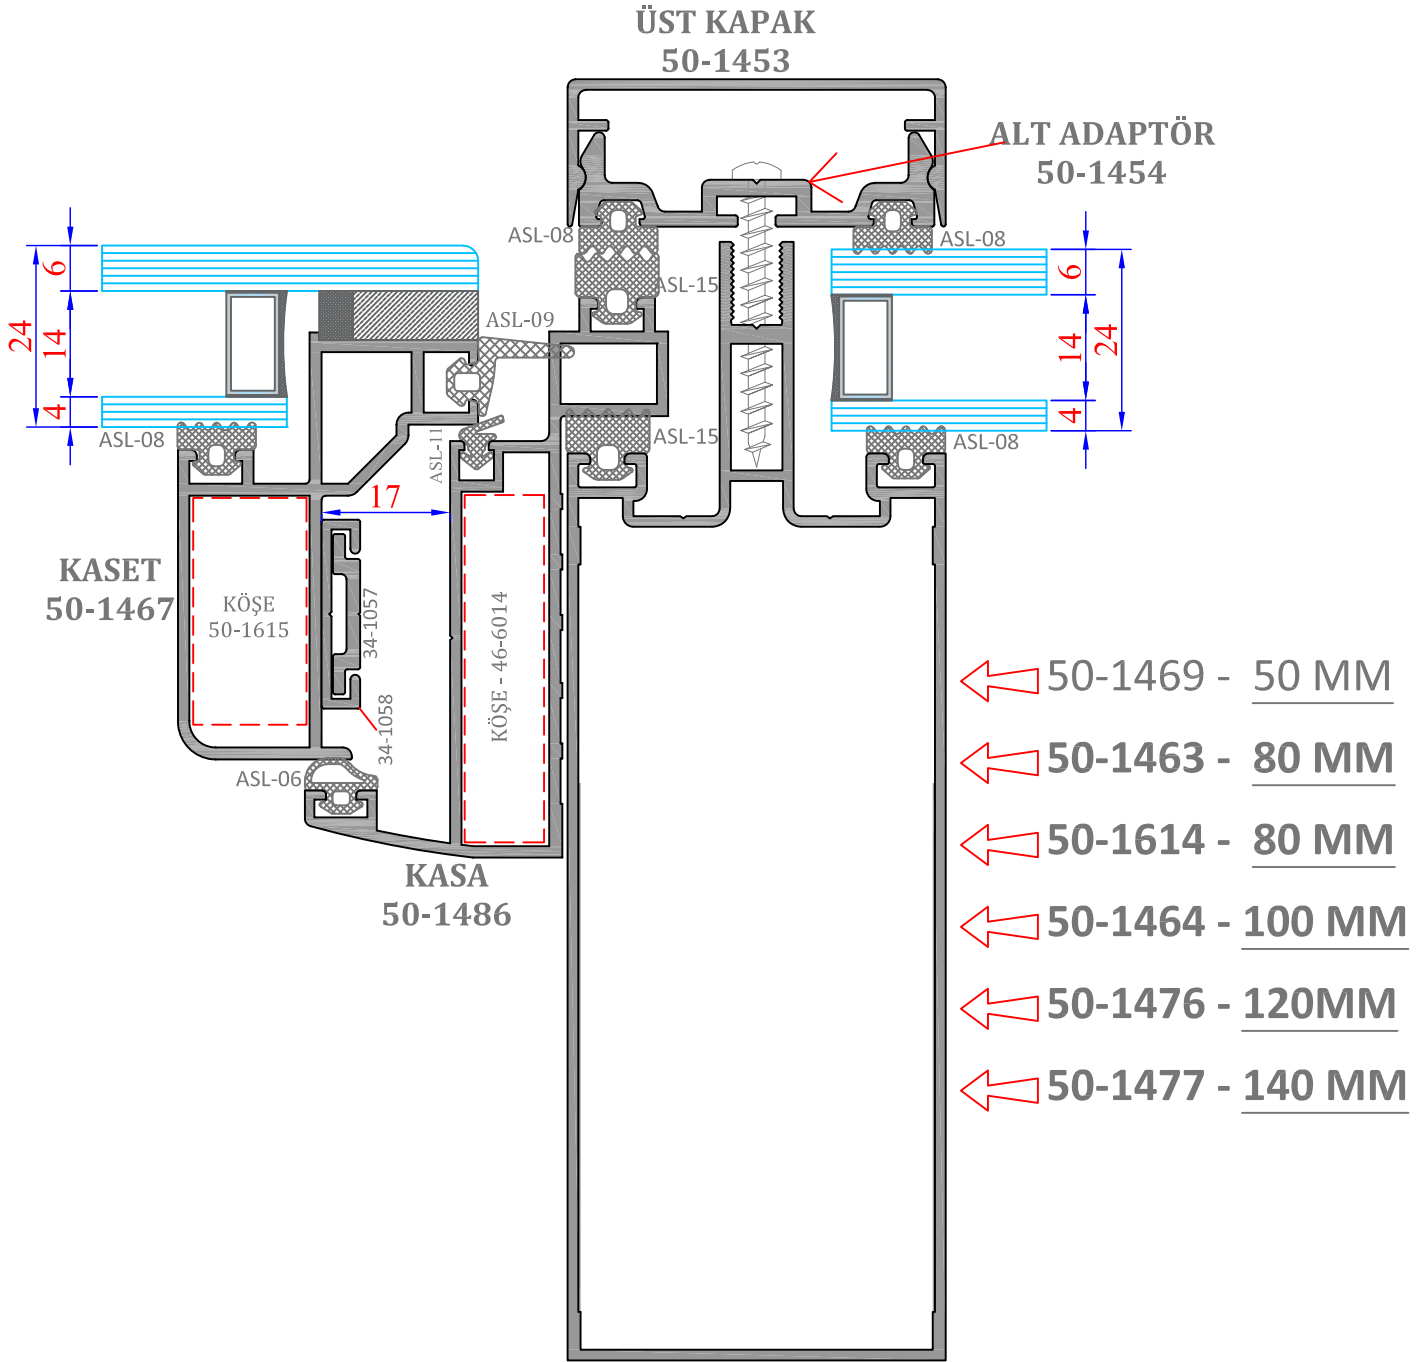 ÜST KAPAK
50-1453
ALT ADAPTÖR
50-1454
ASL-08
ASL-08
ASL-15
ASL-09
6
14
24
4
6
14
24
4
ASL-08
ASL-11
ASL-15
ASL-08
17
KASET
50-1467
KÖŞE
50-1615
34-1057
34-1058
KÖŞE - 46-6014
ASL-06
KASA
50-1486
50-1469 - 50 MM
50-1463 - 80 MM
50-1614 - 80 MM
50-1464 - 100 MM
50-1476 - 120MM
50-1477 - 140 MM